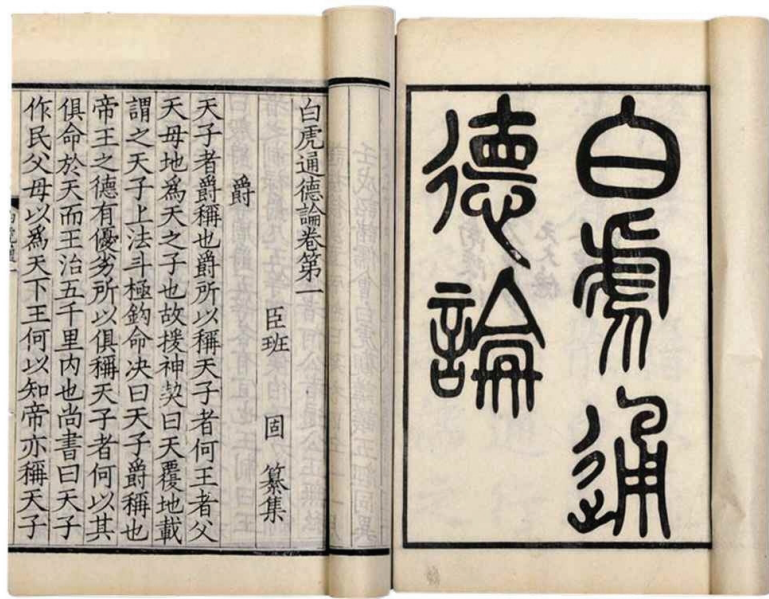 白虎通
德論
白虎通德論卷第一
臣班 固 纂集
爵
天子者爵稱也爵所以稱天子者何王者父
天母地爲天之子也故援神契曰天覆地載
謂之天子上法斗極鈎命决曰天子爵稱也
帝王之德有優劣所以俱稱天子者何以其
俱命於天而王治五千里内也尚書曰天子
作民父母以爲天下王何以知帝亦稱天子